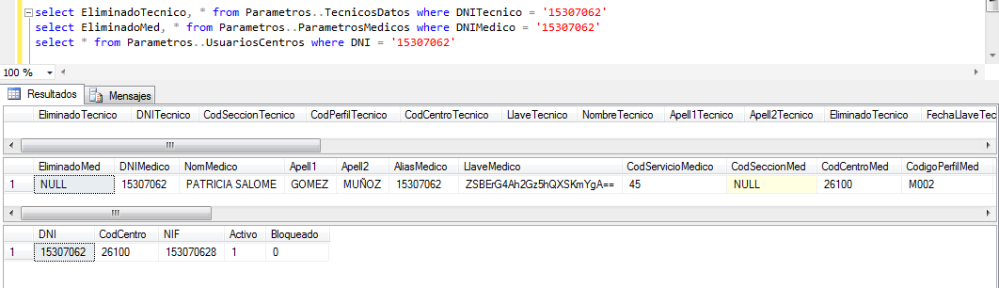 select EliminadoTecnico, * from Parametros..TecnicosDatos where DNITecnico = '15307062'
select EliminadoMed, * from Parametros..ParametrosMedicos where DNIMedico = '15307062'
select * from Parametros..UsuariosCentros where DNI = '15307062'
100 %
Resultados Mensajes
EliminadoTecnico DNITecnico CodSeccionTecnico CodPerfilTecnico CodCentroTecnico LlaveTecnico NombreTecnico Apell1Tecnico Apell2Tecnico EliminadoTecnico FechaLlaveTec
EliminadoMed DNIMedico NomMedico Apell1 Apell2 AliasMedico LlaveMedico CodServicioMedico CodSeccionMed CodCentroMed CodigoPerfilMed
1 NULL 15307062 PATRICIA SALOME GOMEZ MUÑOZ 15307062 ZSBErG4Ah2Gz5hQXSKmYgA== 45 NULL 26100 M002
DNI CodCentro NIF Activo Bloqueado
1 15307062 26100 153070628 1 0